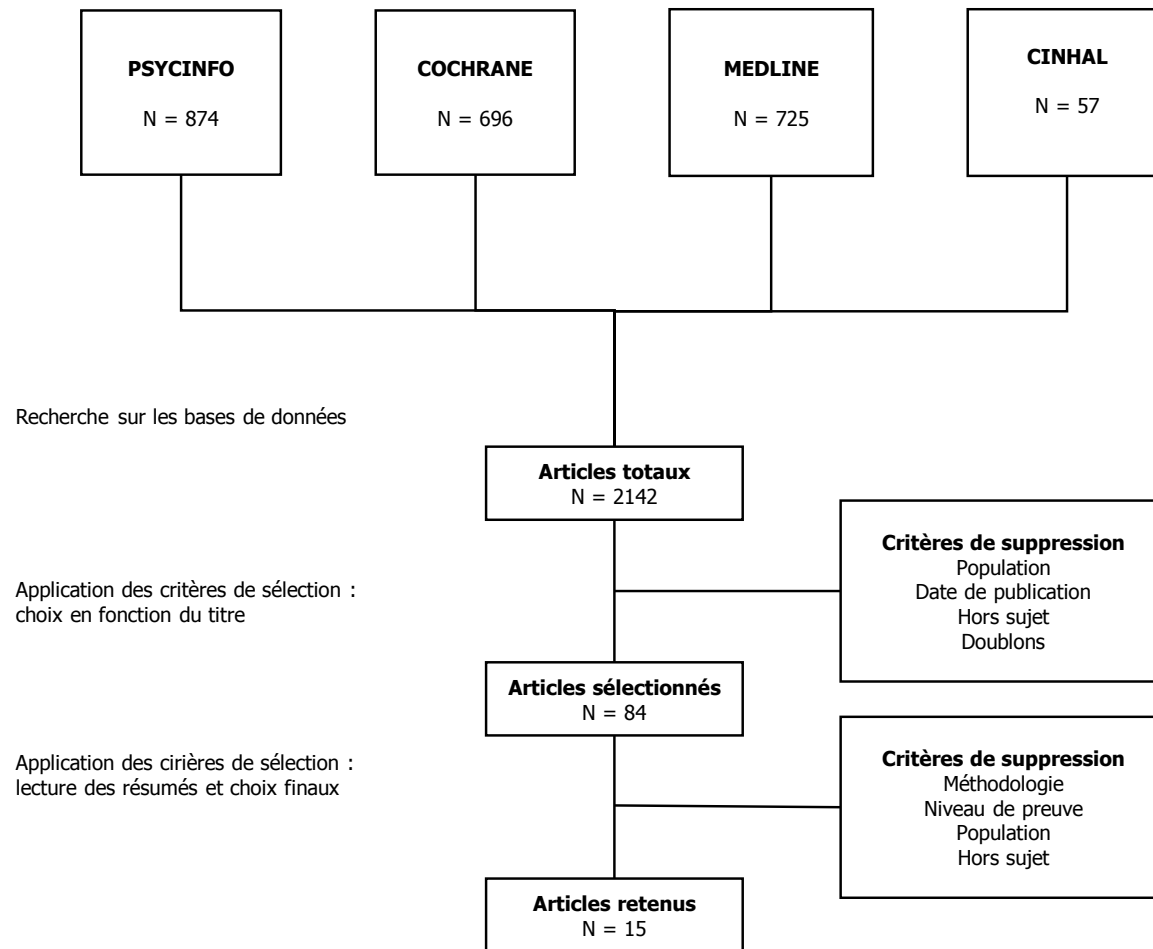 PSYCINFO
N = 874
COCHRANE
N = 696
MEDLINE
N = 725
CINHAL
N = 57
Recherche sur les bases de données
Articles totaux
N = 2142
Critères de suppression
Population
Date de publication
Hors sujet
Doublons
Application des critères de sélection :
choix en fonction du titre
Articles sélectionnés
N = 84
Critères de suppression
Méthodologie
Niveau de preuve
Population
Hors sujet
Application des cirières de sélection :
lecture des résumés et choix finaux
Articles retenus
N = 15